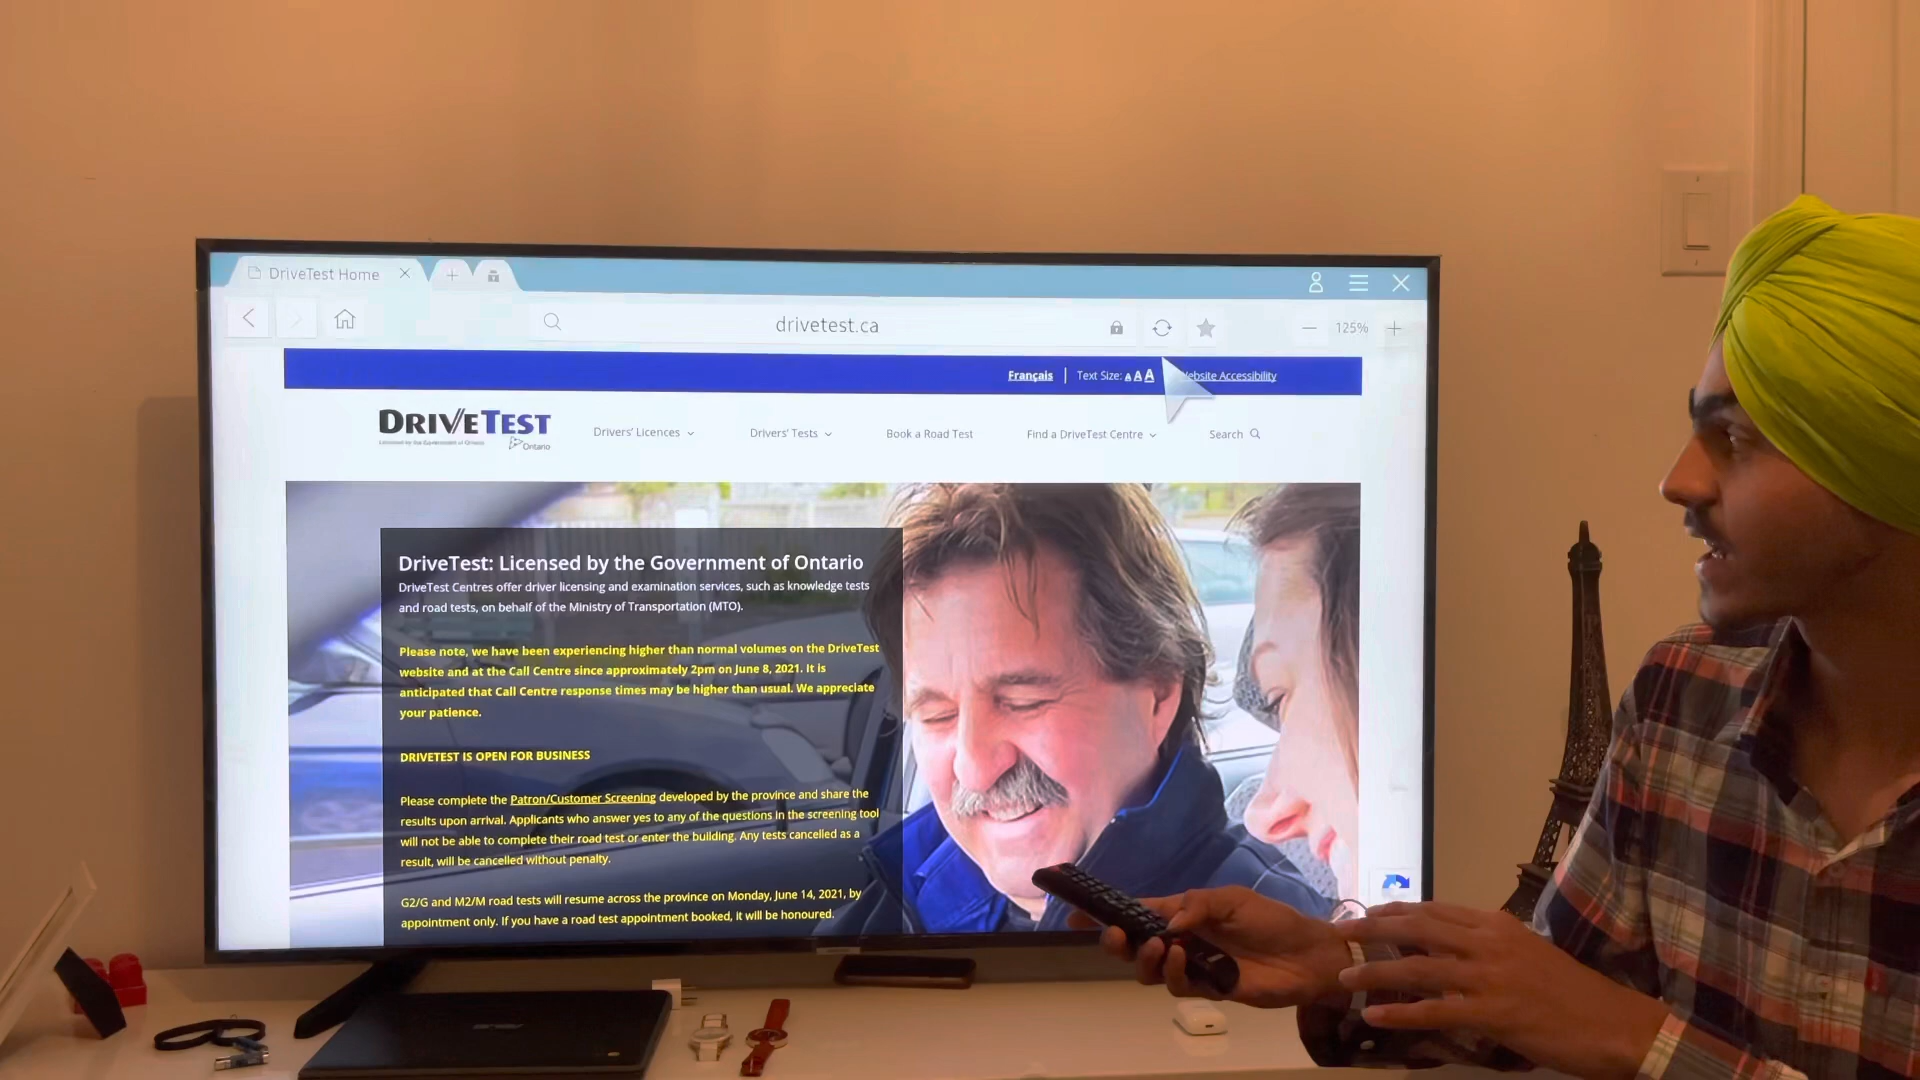 DriveTest Home
drivetest.ca
125%
Français
Text Size: A A A
Website Accessibility
DRIVETEST
Licensed by the Government of Ontario
Ontario
Drivers' Licences
Drivers' Tests
Book a Road Test
Find a DriveTest Centre
Search
DriveTest: Licensed by the Government of Ontario
DriveTest Centres offer driver licensing and examination services, such as knowledge tests
and road tests, on behalf of the Ministry of Transportation (MTO).
Please note, we have been experiencing higher than normal volumes on the DriveTest
website and at the Call Centre since approximately 2pm on June 8, 2021. It is
anticipated that Call Centre response times may be higher than usual. We appreciate
your patience.
DRIVETEST IS OPEN FOR BUSINESS
Please complete the Patron/Customer Screening developed by the province and share the
results upon arrival. Applicants who answer yes to any of the questions in the screening tool
will not be able to complete their road test or enter the building. Any tests cancelled as a
result, will be cancelled without penalty.
G2/G and M2/M road tests will resume across the province on Monday, June 14, 2021, by
appointment only. If you have a road test appointment booked, it will be honoured.